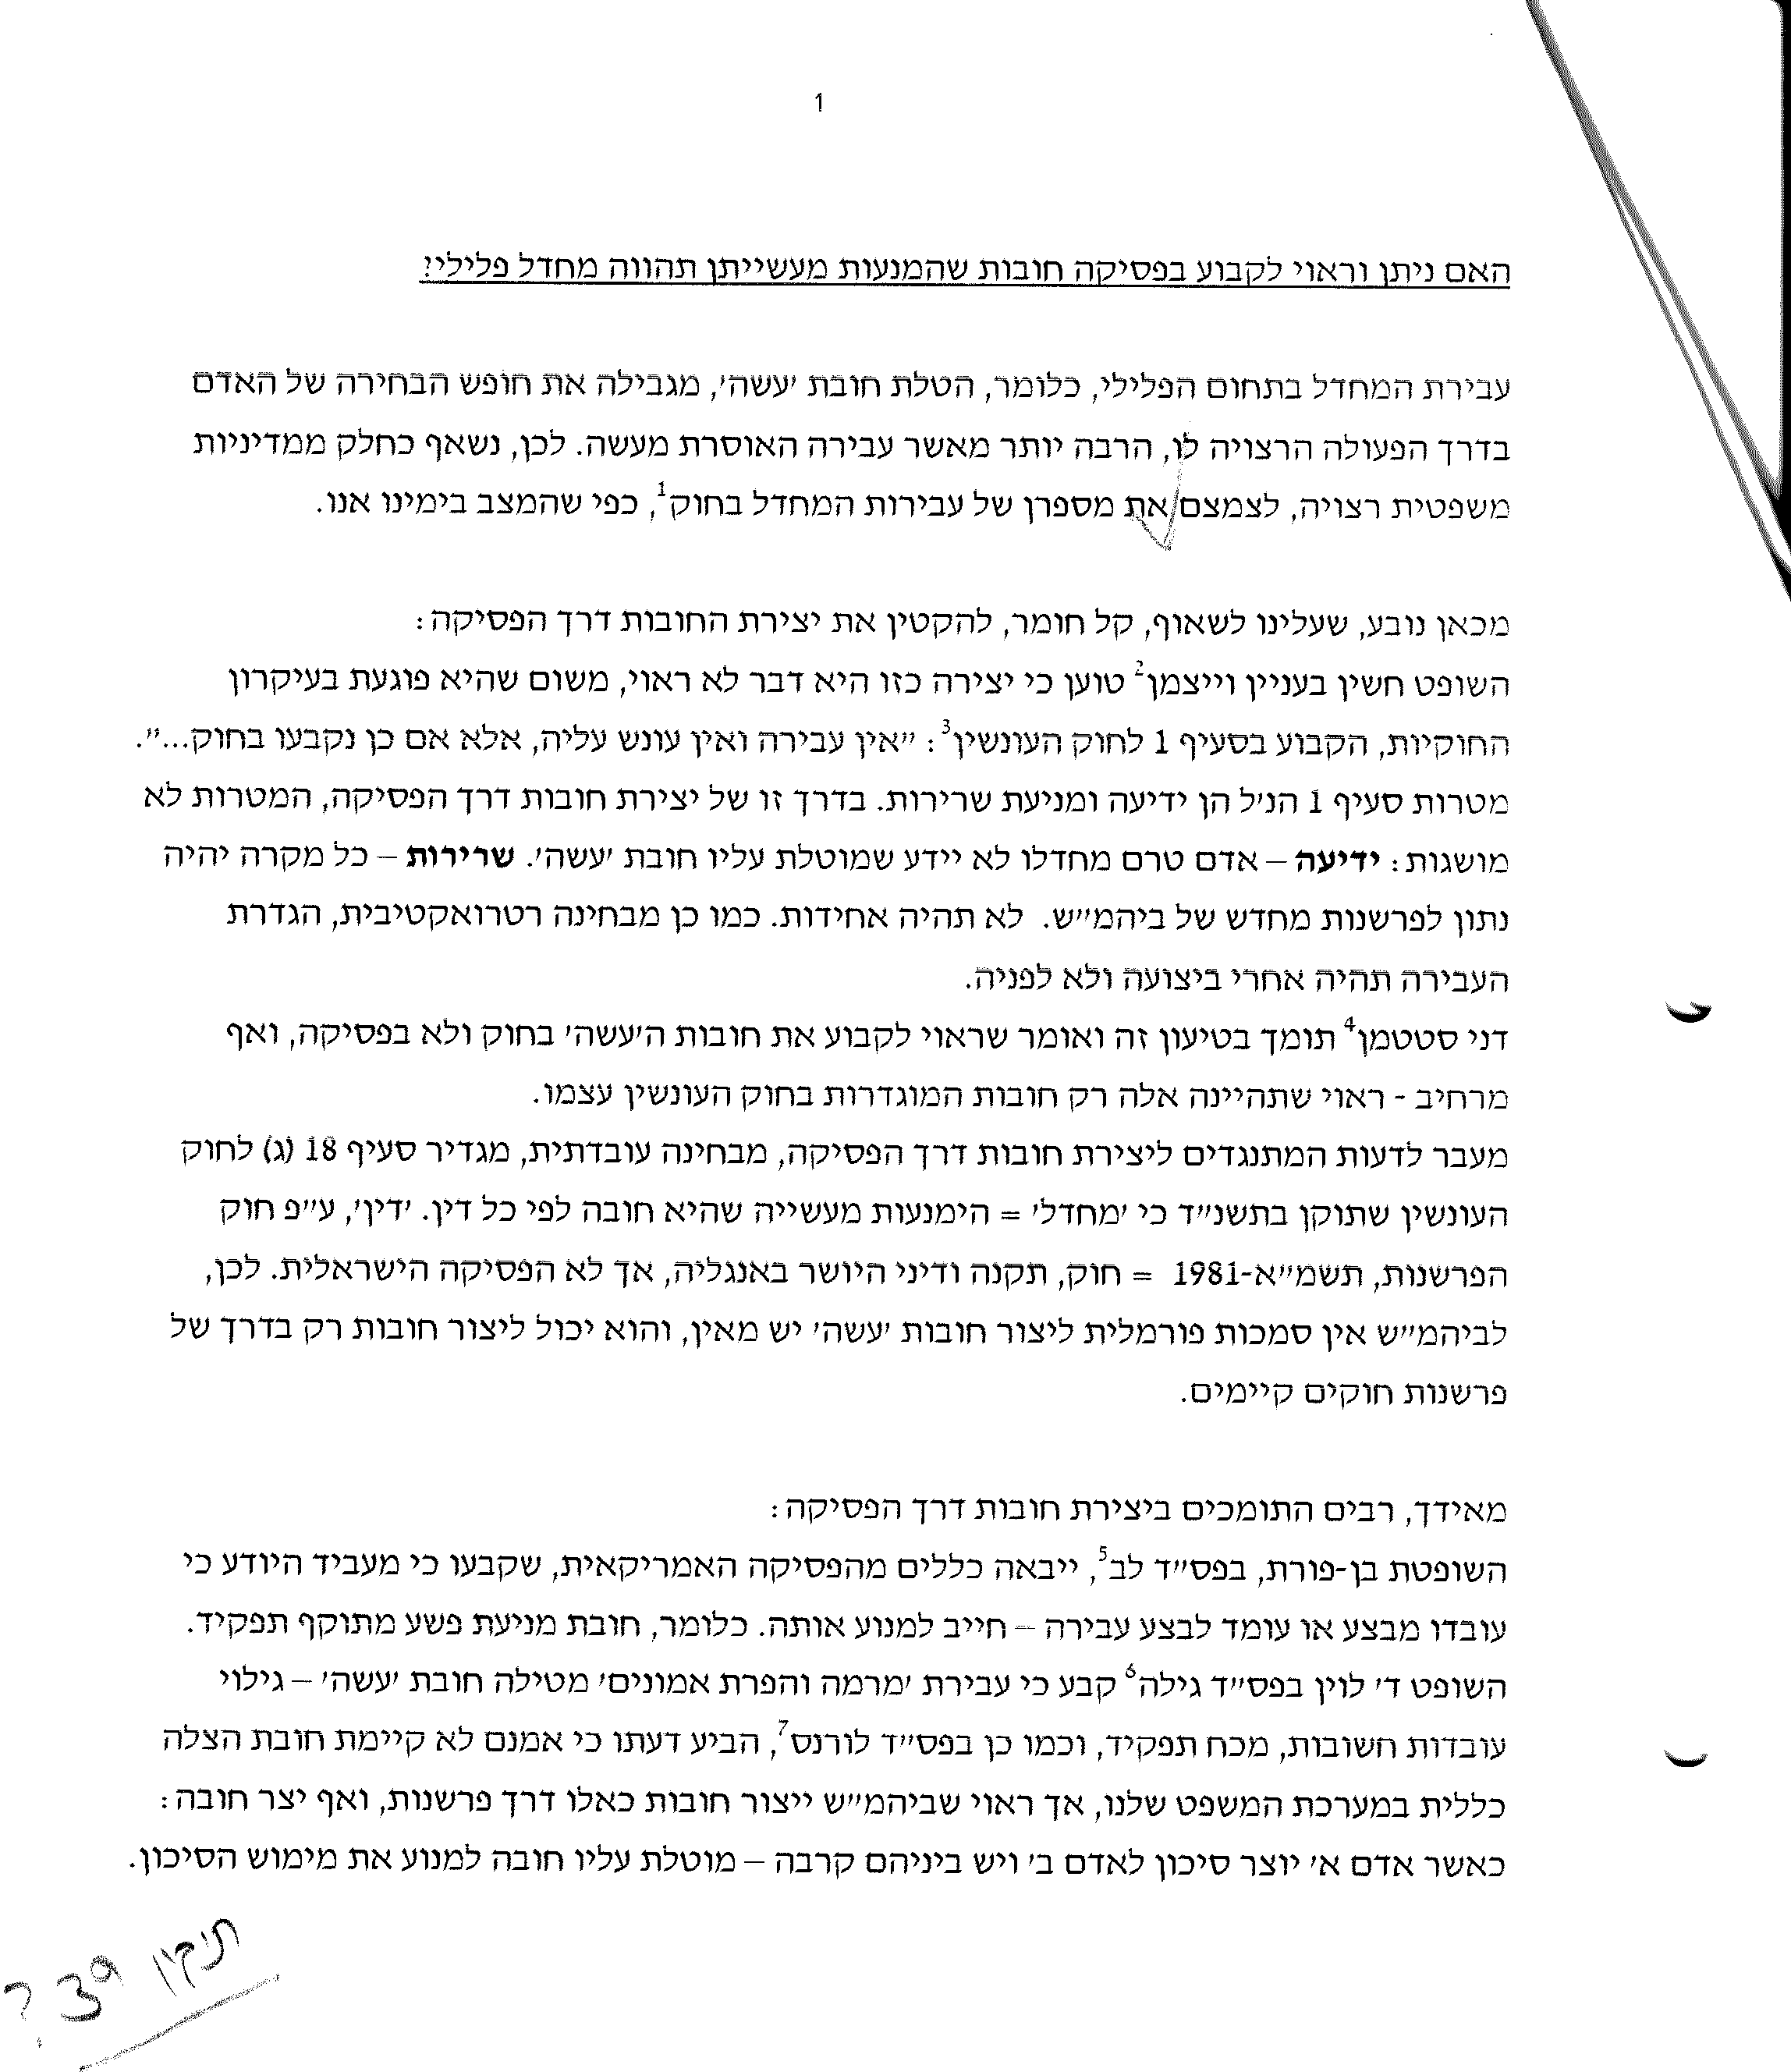 1
האם ניתן וראוי לקבוע בפסיקה חובות שהמנעות מעשייתן תהווה מחדל פלילי?
עבירת המחדל בתחום הפלילי, כלומר, הטלת חובת 'עשה', מגבילה את חופש הבחירה של האדם
בדרך הפעולה הרצויה לו, הרבה יותר מאשר עבירה האוסרת מעשה. לכן, נשאף כחלק ממדיניות
משפטית רצויה, לצמצם את מספרן של עבירות המחדל בחוק1, כפי שהמצב בימינו אנו.
מכאן נובע, שעלינו לשאוף, קל חומר, להקטין את יצירת החובות דרך הפסיקה:
השופט חשין בעניין וייצמן2 טוען כי יצירה כזו היא דבר לא ראוי, משום שהיא פוגעת בעיקרון
החוקיות, הקבוע בסעיף 1 לחוק העונשין3: "אין עבירה ואין עונש עליה, אלא אם כן נקבעו בחוק...".
מטרות סעיף 1 הנ'ל הן ידיעה ומניעת שרירות. בדרך זו של יצירת חובות דרך הפסיקה, המטרות לא
מושגות: ידיעה – אדם טרם מחדלו לא יידע שמוטלת עליו חובת 'עשה'. שרירות – כל מקרה יהיה
נתון לפרשנות מחדש של ביהמ"ש. לא תהיה אחידות. כמו כן מבחינה רטרואקטיבית, הגדרת
העבירה תהיה אחרי ביצועה ולא לפניה.
דני סטטמן4 תומך בטיעון זה ואומר שראוי לקבוע את חובות ה'עשה' בחוק ולא בפסיקה, ואף
מרחיב - ראוי שתהיינה אלה רק חובות המוגדרות בחוק העונשין עצמו.
מעבר לדעות המתנגדים ליצירת חובות דרך הפסיקה, מבחינה עובדתית, מגדיר סעיף 18 (ג) לחוק
העונשין שתוקן בתשנ"ד כי 'מחדל' = הימנעות מעשייה שהיא חובה לפי כל דין. 'דין', ע"פ חוק
הפרשנות, תשמ"א-1981 = חוק, תקנה ודיני היושר באנגליה, אך לא הפסיקה הישראלית. לכן,
לביהמ"ש אין סמכות פורמלית ליצור חובות 'עשה' יש מאין, והוא יכול ליצור חובות רק בדרך של
פרשנות חוקים קיימים.
מאידך, רבים התומכים ביצירת חובות דרך הפסיקה:
השופטת בן-פורת, בפס"ד לב5, ייבאה כללים מהפסיקה האמריקאית, שקבעו כי מעביד היודע כי
עובדו מבצע או עומד לבצע עבירה – חייב למנוע אותה. כלומר, חובת מניעת פשע מתוקף תפקיד.
השופט ד' לוין בפס"ד גילה6 קבע כי עבירת 'מרמה והפרת אמונים' מטילה חובת 'עשה' – גילוי
עובדות חשובות, מכח תפקיד, וכמו כן בפס"ד לורנס7, הביע דעתו כי אמנם לא קיימת חובת הצלה
כללית במערכת המשפט שלנו, אך ראוי שביהמ"ש ייצור חובות כאלו דרך פרשנות, ואף יצר חובה:
כאשר אדם א' יוצר סיכון לאדם ב' ויש ביניהם קרבה – מוטלת עליו חובה למנוע את מימוש הסיכון.
תיקון 39?